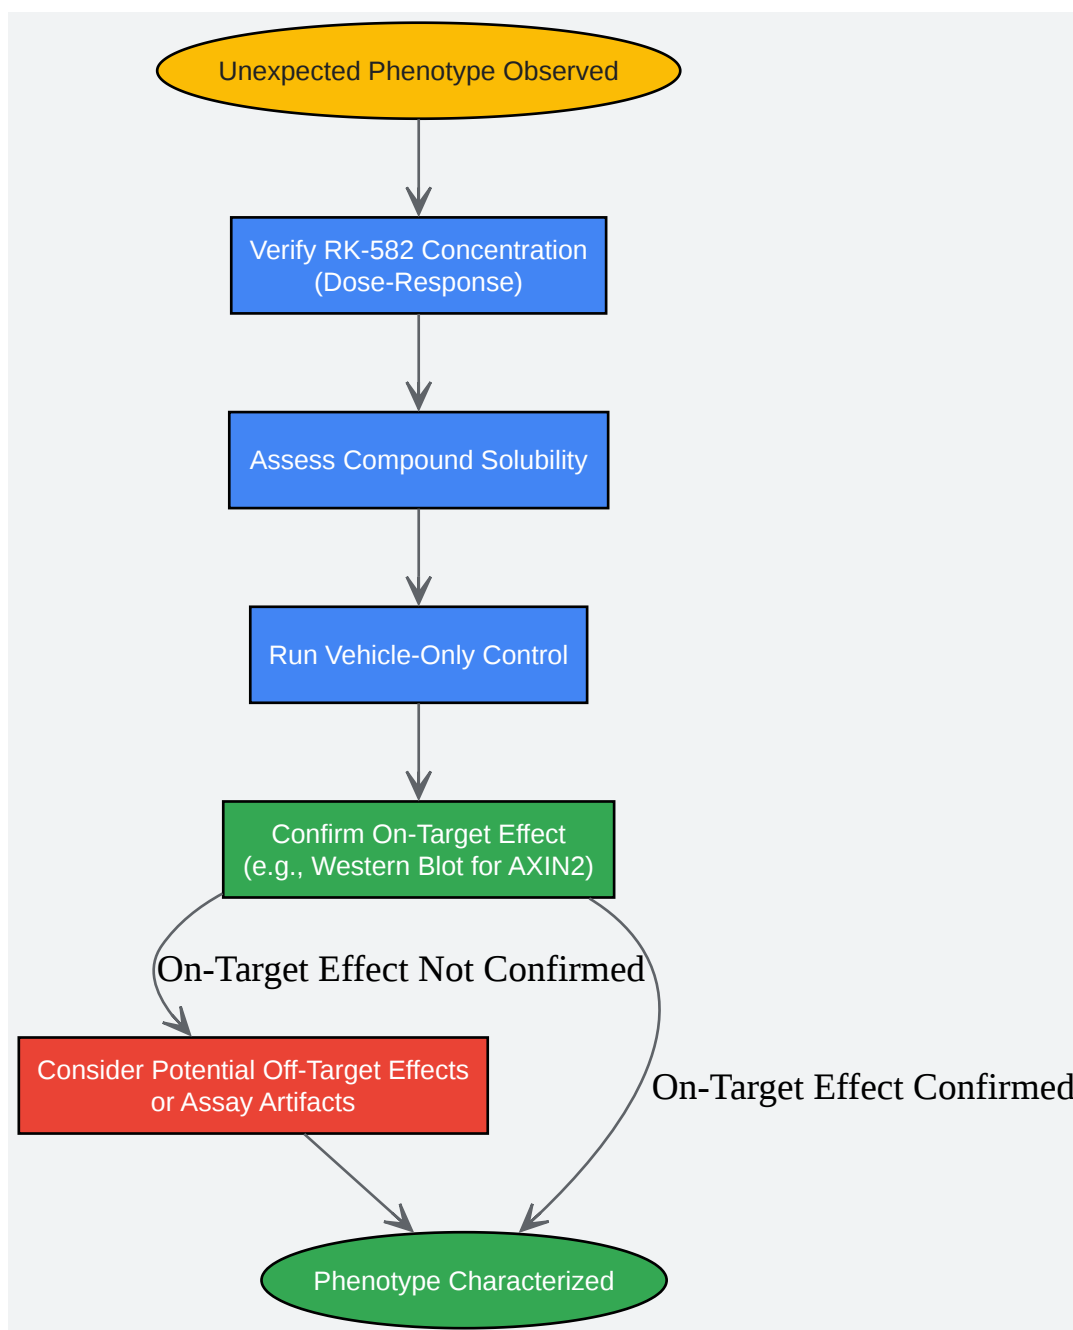 Unexpected Phenotype Observed
Verify RK-582 Concentration
(Dose-Response)
Assess Compound Solubility
Run Vehicle-Only Control
Confirm On-Target Effect
(e.g., Western Blot for AXIN2)
On-Target Effect Not Confirmed
Consider Potential Off-Target Effects
or Assay Artifacts
On-Target Effect Confirmed
Phenotype Characterized